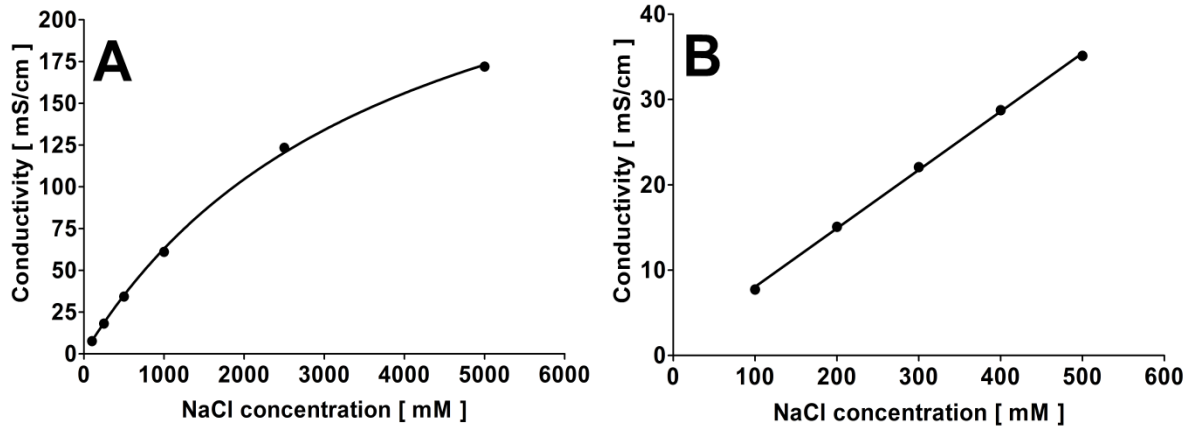 A
Conductivity [ mS/cm ]
200
175
150
125
100
75
50
25
0
0 1000 2000 3000 4000 5000 6000
NaCl concentration [ mM ]
B
Conductivity [ mS/cm ]
40
30
20
10
0
0 100 200 300 400 500 600
NaCl concentration [ mM ]